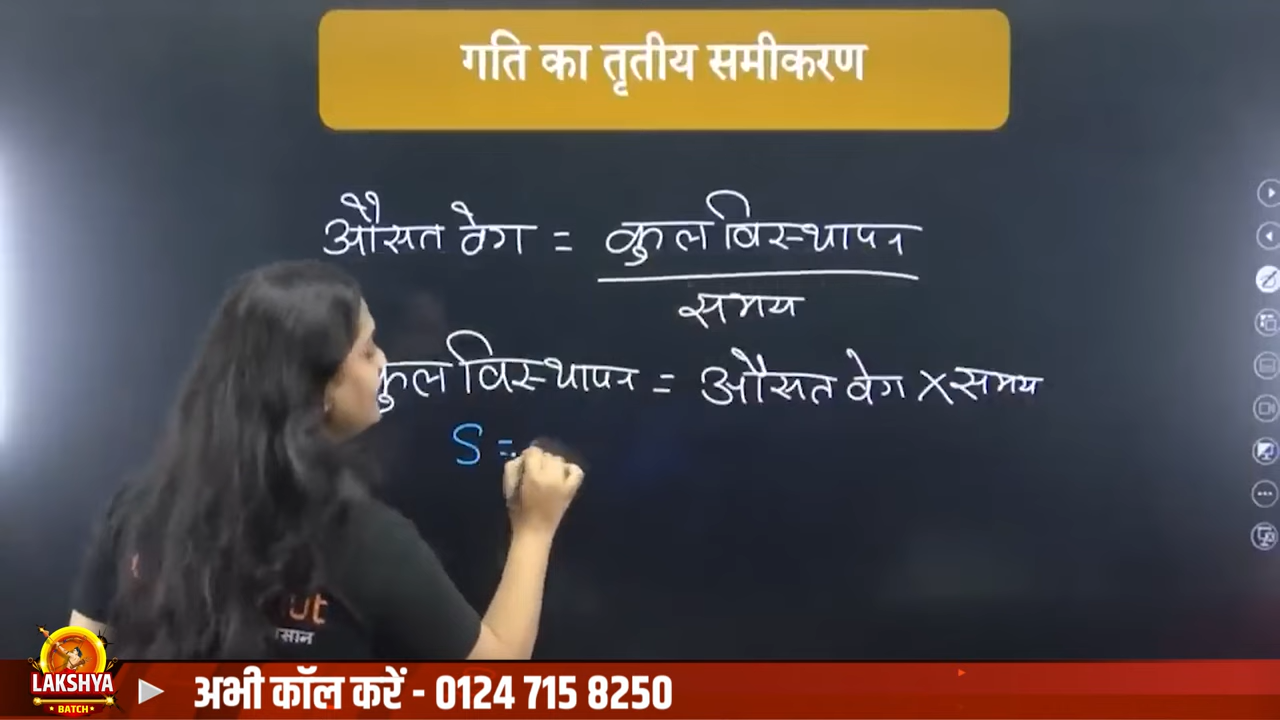 गति का तृतीय समीकरण
औसत वेग = कुल विस्थापन
समय
कुल विस्थापन = औसत वेग × समय
S =
LAKSHYA
BATCH
अभी कॉल करें - 0124 715 8250